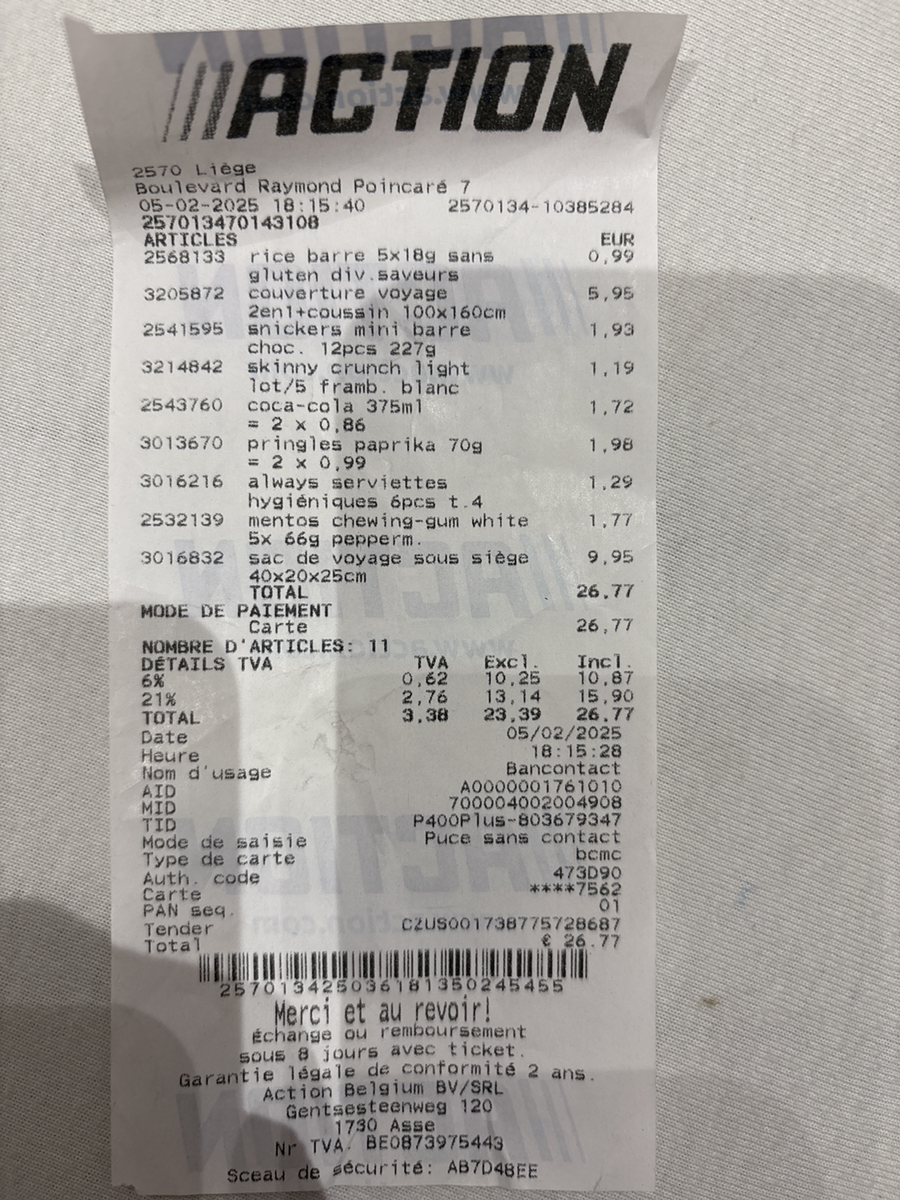 ACTION
2570 Liège
Boulevard Raymond Poincaré 7
05-02-2025 18:15:40 2570134-10385284
257013470143108
ARTICLES EUR
2568133 rice barre 5x18g sans 0,99
gluten div.saveurs
3205872 couverture voyage 5,95
2en1+coussin 100x160cm
2541595 snickers mini barre 1,93
choc. 12pcs 227g
3214842 skinny crunch light 1,19
lot/5 framb. blanc
2543760 coca-cola 375ml 1,72
= 2 x 0,86
3013670 pringles paprika 70g 1,98
= 2 x 0,99
3016216 always serviettes 1,29
hygiéniques 6pcs t.4
2532139 mentos chewing-gum white 1,77
5x 66g pepperm.
3016832 sac de voyage sous siège 9,95
40x20x25cm
TOTAL 26,77
MODE DE PAIEMENT
Carte 26,77
NOMBRE D'ARTICLES: 11
DÉTAILS TVA TVA Excl. Incl.
6% 0,62 10,25 10,87
21% 2,76 13,14 15,90
TOTAL 3,38 23,39 26,77
Date 05/02/2025
Heure 18:15:28
Nom d'usage Bancontact
AID A0000001761010
MID 700004002004908
TID P400Plus-803679347
Mode de saisie Puce sans contact
Type de carte bcmc
Auth. code 473D90
Carte ****7562
PAN seq. 01
Tender CZUS001738775728687
Total € 26.77
257013425036181350245455
Merci et au revoir!
Échange ou remboursement
sous 8 jours avec ticket.
Garantie légale de conformité 2 ans.
Action Belgium BV/SRL
Gentsesteenweg 120
1730 Asse
Nr TVA: BE0873975443
Sceau de sécurité: AB7D48EE